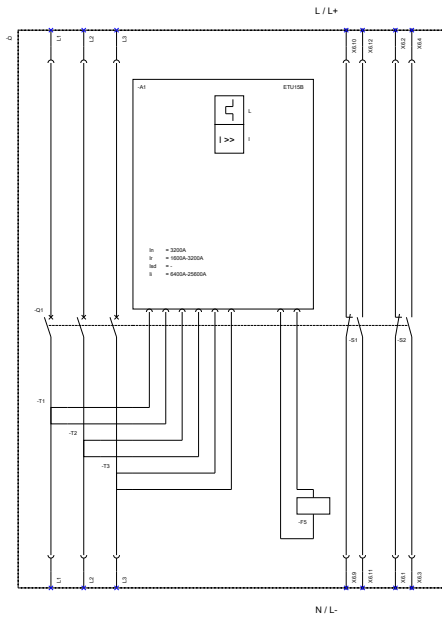 L / L+
-Q
L1
L2
L3
X6.10
X6.12
X6.2
X6.4
-A1
ETU15B
L
I >>
I
In = 3200A
Ir = 1600A-3200A
Isd = -
Ii = 6400A-25600A
-Q1
-S1
-S2
-T1
-T2
-T3
-F5
L1
L2
L3
X6.9
X6.11
X6.1
X6.3
N / L-